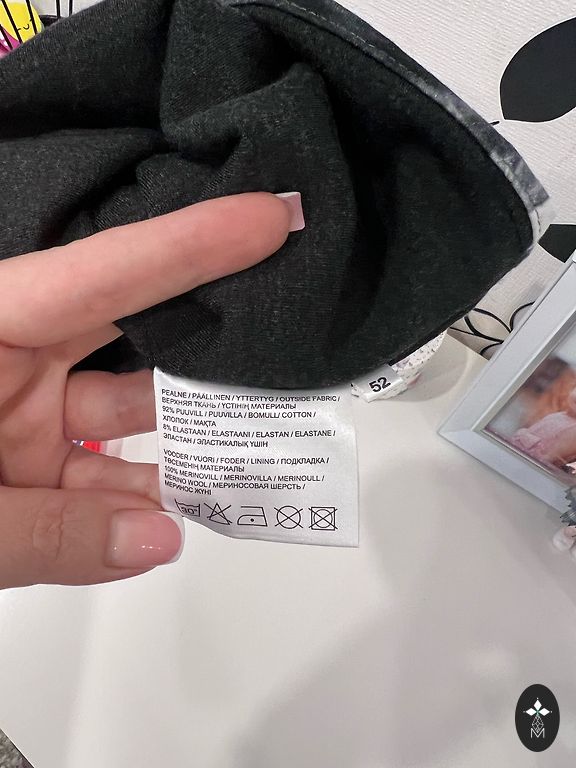 52
PEALNE / PÄÄLLINEN / YTTERTYG / OUTSIDE FABRIC /
ВЕРХНЯЯ ТКАНЬ / ҮСТІНІҢ МАТЕРИАЛЫ
92% PUUVILL / PUUVILLA / BOMULL/ COTTON /
ХЛОПОК / МАҚТА
8% ELASTAAN / ELASTAANI / ELASTAN / ELASTANE /
ЭЛАСТАН / ЭЛАСТИКАЛЫҚ ҮШІН
VOODER / VUORI / FODER / LINING / ПОДКЛАДКА /
ТӨСЕМЕНІҢ МАТЕРИАЛЫ
100% MERINOVILL / MERINOVILLA / MERINOULL /
MERINO WOOL / МЕРИНОСОВАЯ ШЕРСТЬ /
МЕРИНОС ЖҮНІ
30
M